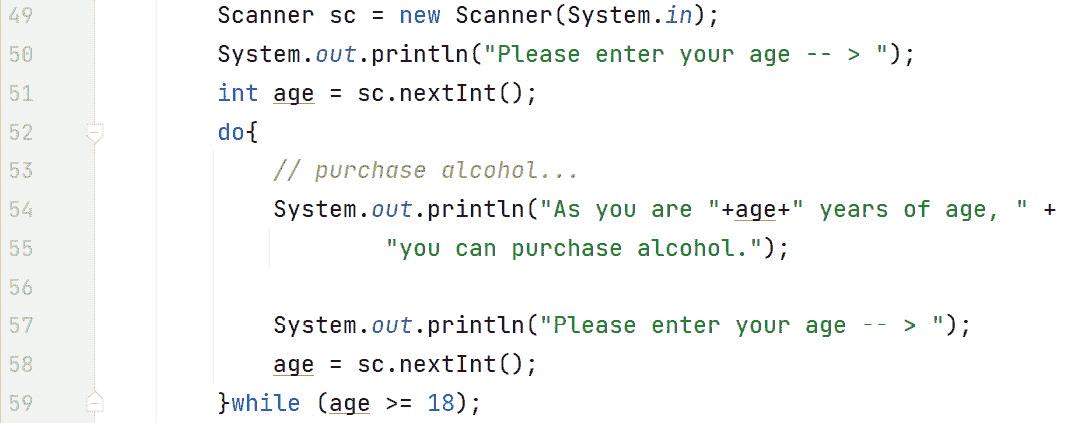 49 Scanner sc = new Scanner(System.in);
50 System.out.println("Please enter your age -- > ");
51 int age = sc.nextInt();
52 do{
53 // purchase alcohol...
54 System.out.println("As you are "+age+" years of age, " +
55 "you can purchase alcohol.");
56
57 System.out.println("Please enter your age -- > ");
58 age = sc.nextInt();
59 }while (age >= 18);